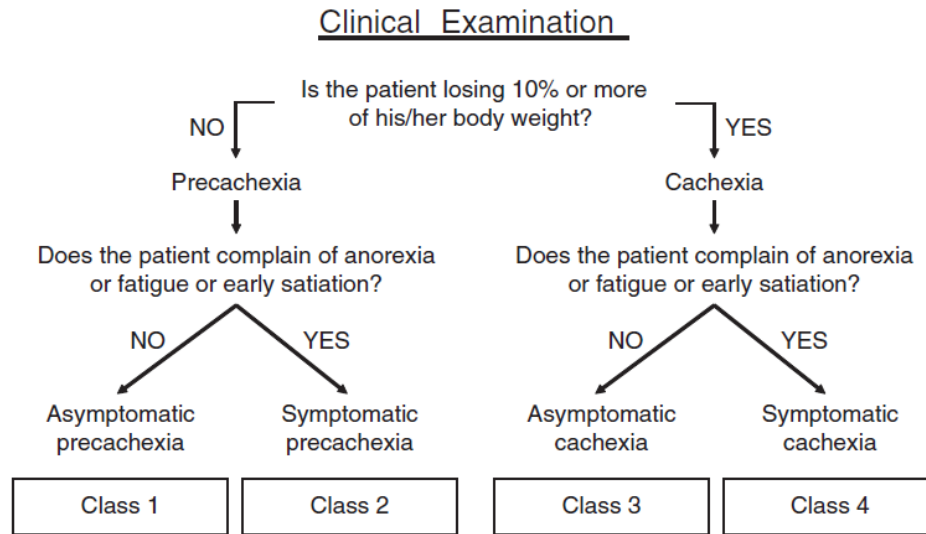 Clinical Examination
Is the patient losing 10% or more
of his/her body weight?
NO
YES
Precachexia
Cachexia
Does the patient complain of anorexia
or fatigue or early satiation?
Does the patient complain of anorexia
or fatigue or early satiation?
NO
YES
NO
YES
Asymptomatic
precachexia
Symptomatic
precachexia
Asymptomatic
cachexia
Symptomatic
cachexia
Class 1
Class 2
Class 3
Class 4